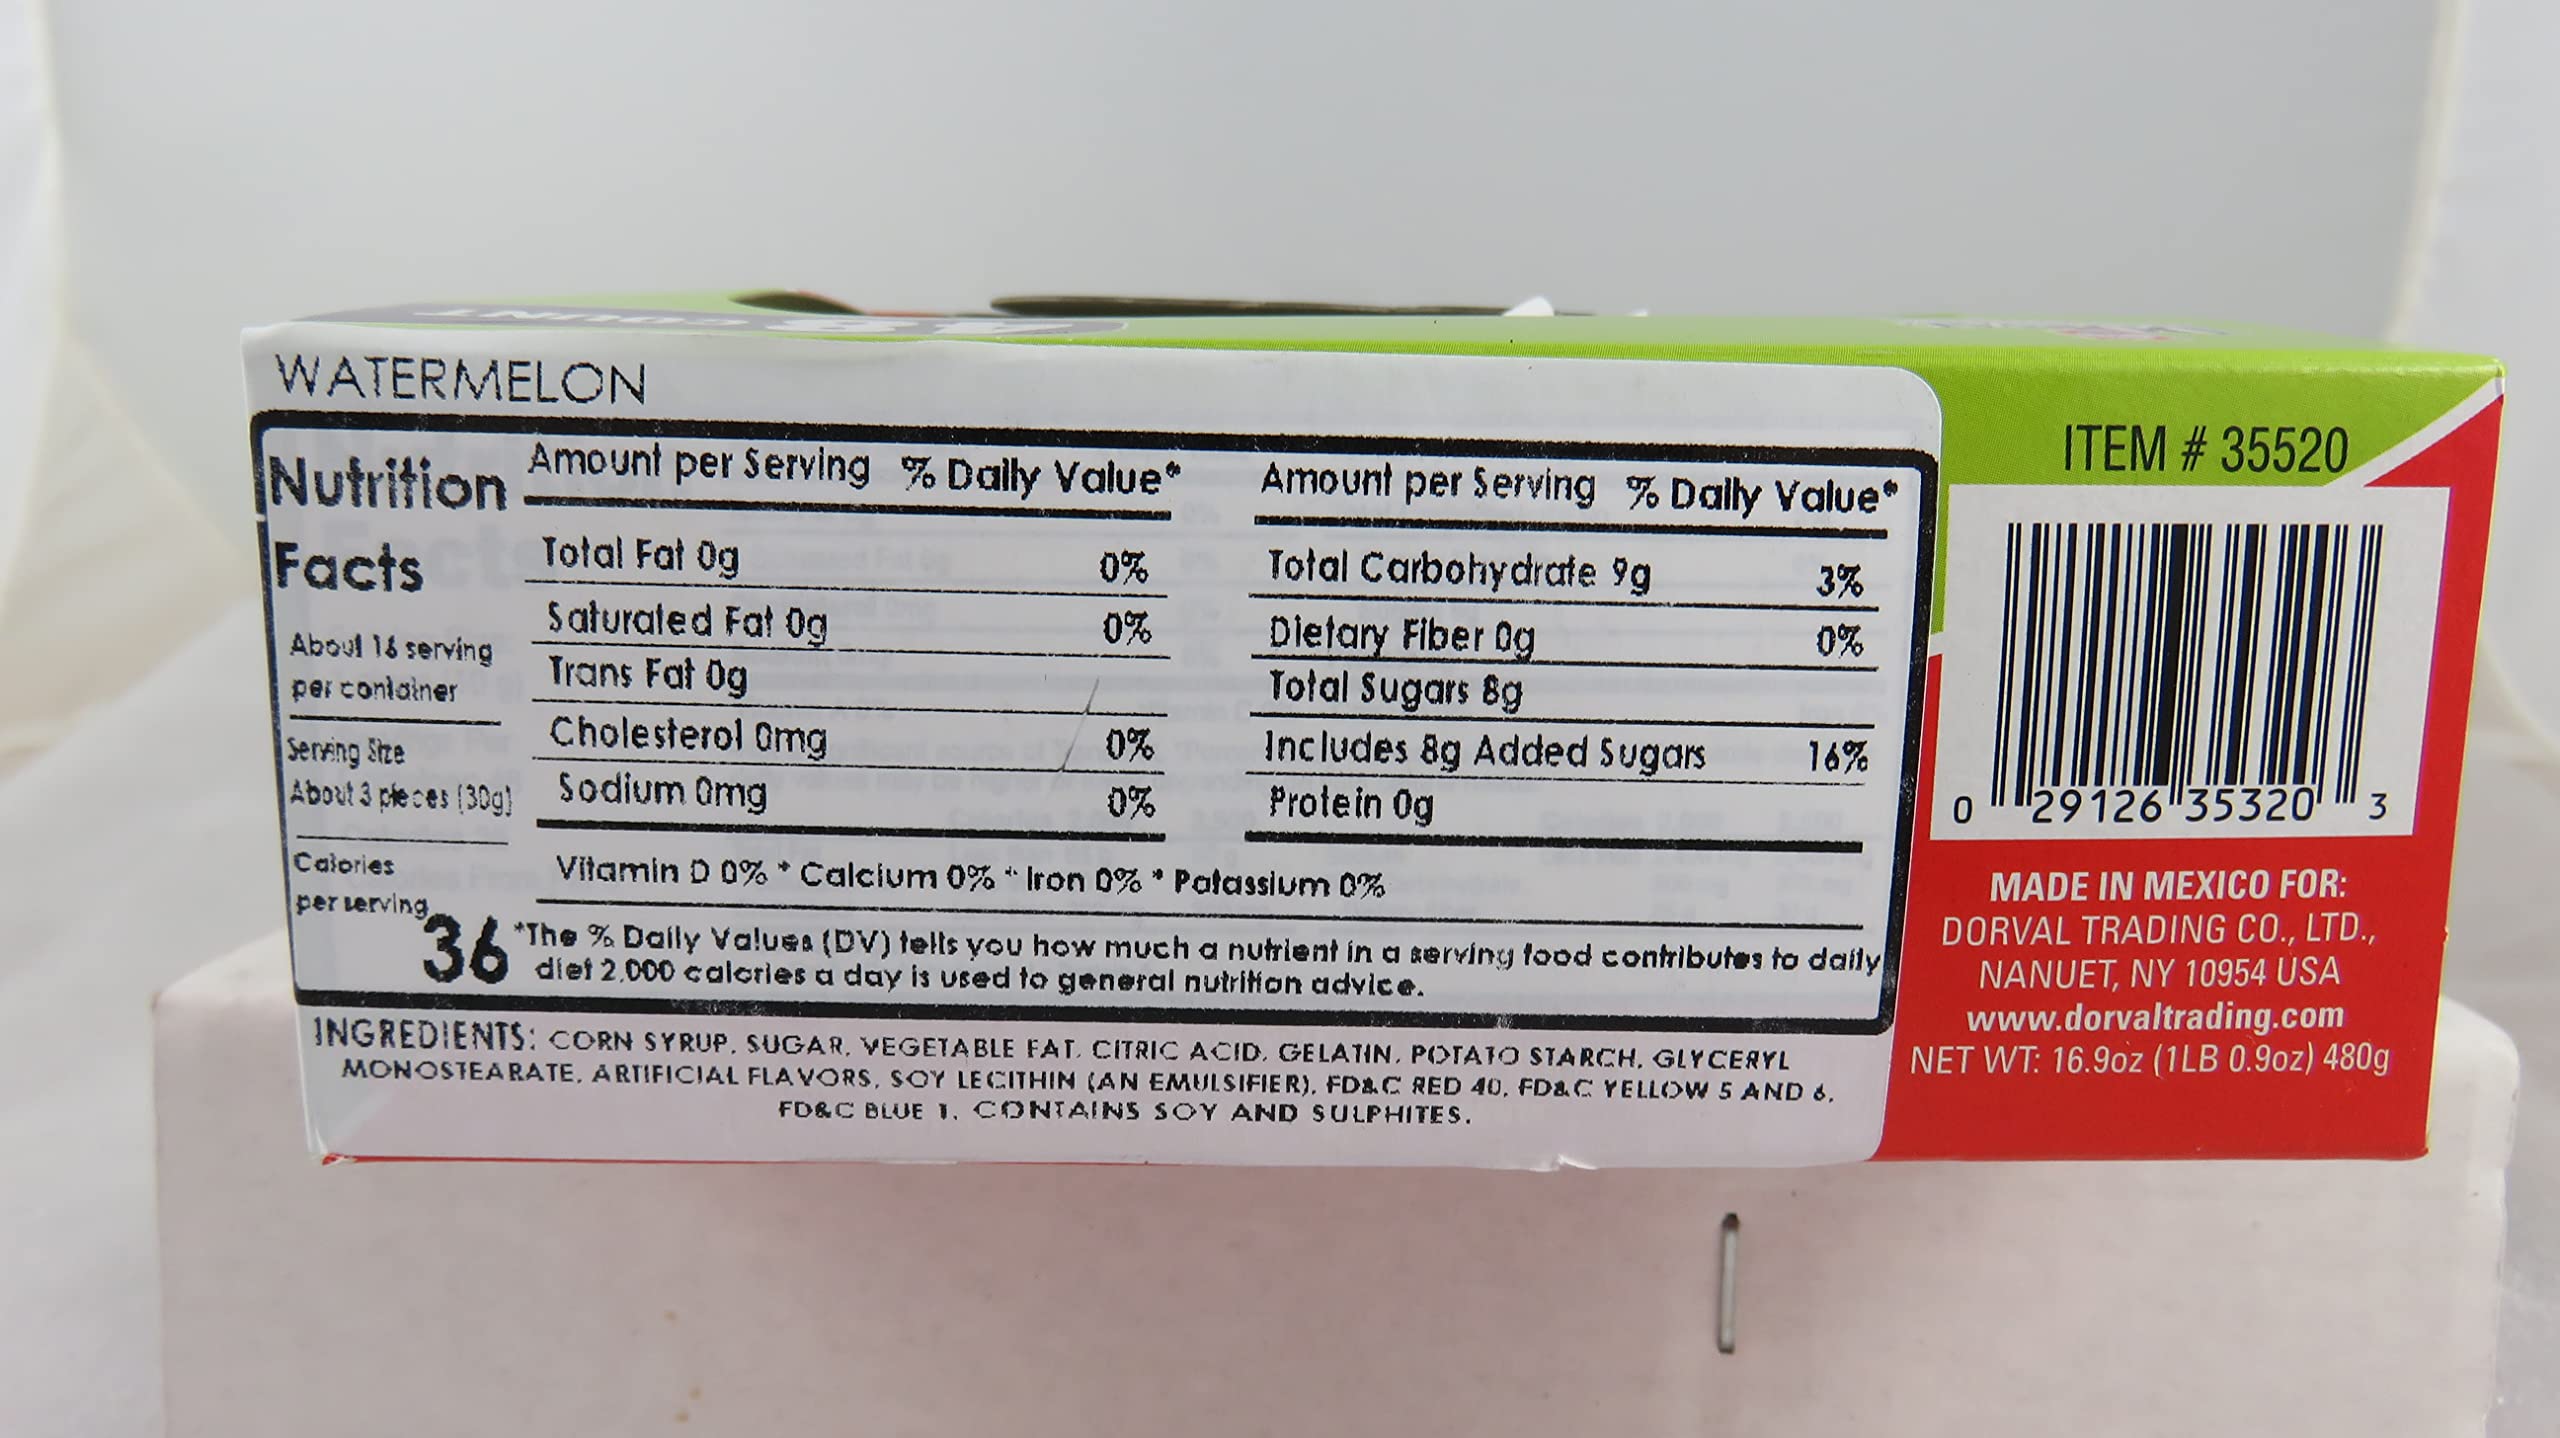 48 COUNT
WATERMELON
Nutrition
Facts
About 16 serving
per container
Serving Size
About 3 pieces (30g)
Calories
per serving
36
Amount per Serving % Daily Value*
Total Fat 0g 0%
Saturated Fat 0g 0%
Trans Fat 0g
Cholesterol 0mg 0%
Sodium 0mg 0%
Amount per Serving % Daily Value*
Total Carbohydrate 9g 3%
Dietary Fiber 0g 0%
Total Sugars 8g
Includes 8g Added Sugars 16%
Protein 0g
Vitamin D 0% * Calcium 0% * Iron 0% * Patassium 0%
*The % Daily Values (DV) tells you how much a nutrient in a serving food contributes to daily
diet 2,000 calories a day is used to general nutrition advice.
INGREDIENTS: CORN SYRUP, SUGAR, VEGETABLE FAT, CITRIC ACID, GELATIN, POTATO STARCH, GLYCERYL
MONOSTEARATE, ARTIFICIAL FLAVORS, SOY LECITHIN (AN EMULSIFIER), FD&C RED 40, FD&C YELLOW 5 AND 6,
FD&C BLUE 1. CONTAINS SOY AND SULPHITES.
ITEM # 35520
0 29126 35320 3
MADE IN MEXICO FOR:
DORVAL TRADING CO., LTD.,
NANUET, NY 10954 USA
www.dorvaltrading.com
NET WT: 16.9oz (1LB 0.9oz) 480g